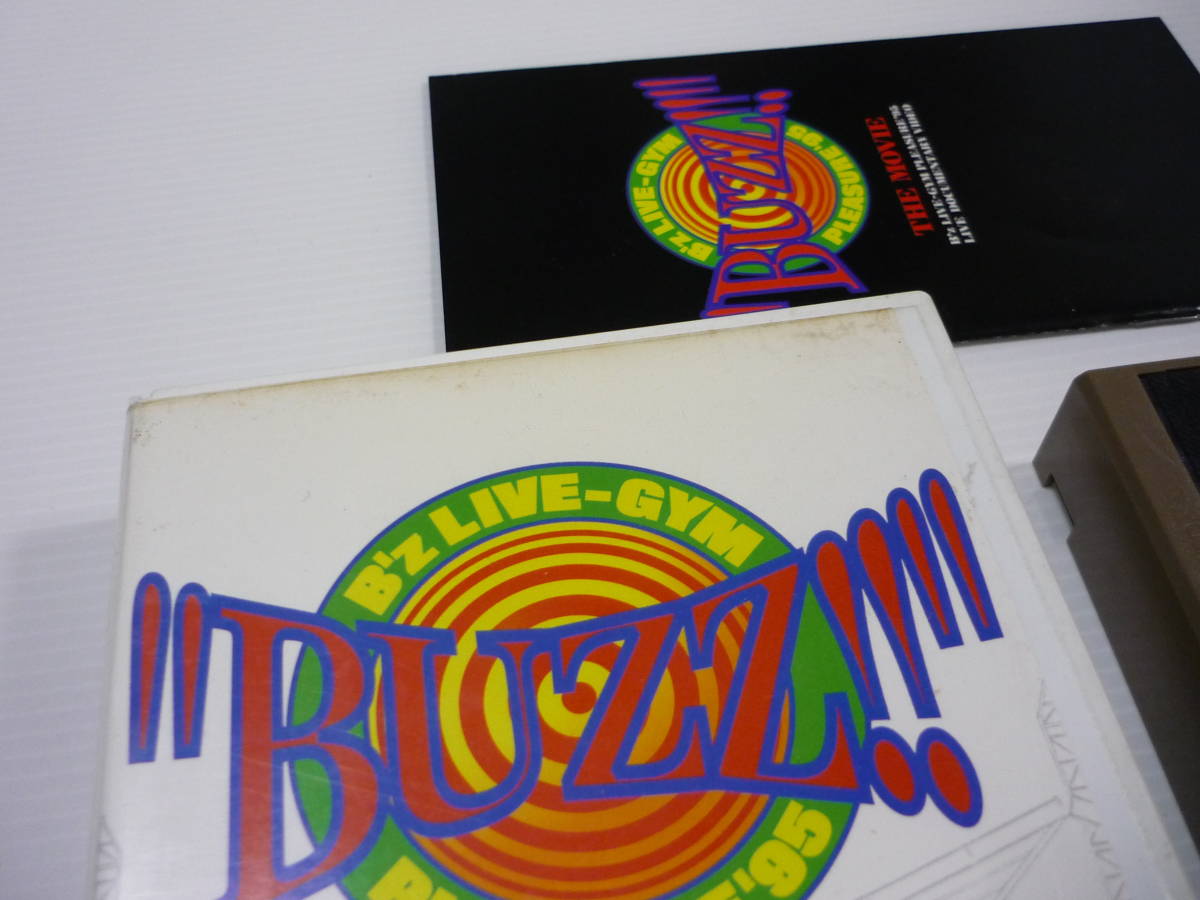 "BUZZ!!"
B'z LIVE-GYM
PLEASURE'95
THE MOVIE
B'z LIVE-GYM PLEASURE'95
LIVE DOCUMENTARY VIDEO
B'z LIVE-GYM
"BUZZ!!"
'95